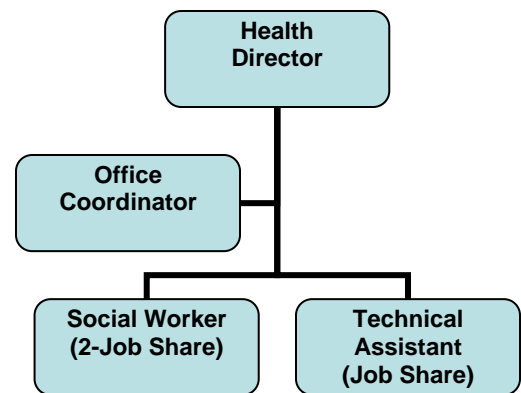 Health
Director
Office
Coordinator
Social Worker
(2-Job Share)
Technical
Assistant
(Job Share)